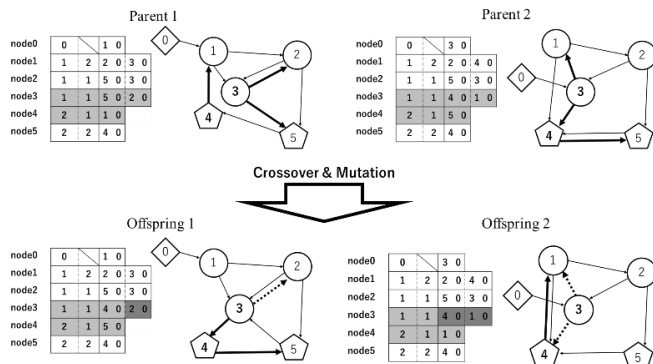 Parent 1
node0 0 1 0
node1 1 2 2 0 3 0
node2 1 1 5 0 3 0
node3 1 1 5 0 2 0
node4 2 1 1 0
node5 2 2 4 0
0 1 2 3 4 5
Parent 2
node0 0 3 0
node1 1 2 2 0 4 0
node2 1 1 5 0 3 0
node3 1 1 4 0 1 0
node4 2 1 5 0
node5 2 2 4 0
0 1 2 3 4 5
Crossover & Mutation
Offspring 1
node0 0 1 0
node1 1 2 2 0 3 0
node2 1 1 5 0 3 0
node3 1 1 4 0 2 0
node4 2 1 5 0
node5 2 2 4 0
0 1 2 3 4 5
Offspring 2
node0 0 3 0
node1 1 2 2 0 4 0
node2 1 1 5 0 3 0
node3 1 1 4 0 1 0
node4 2 1 1 0
node5 2 2 4 0
0 1 2 3 4 5